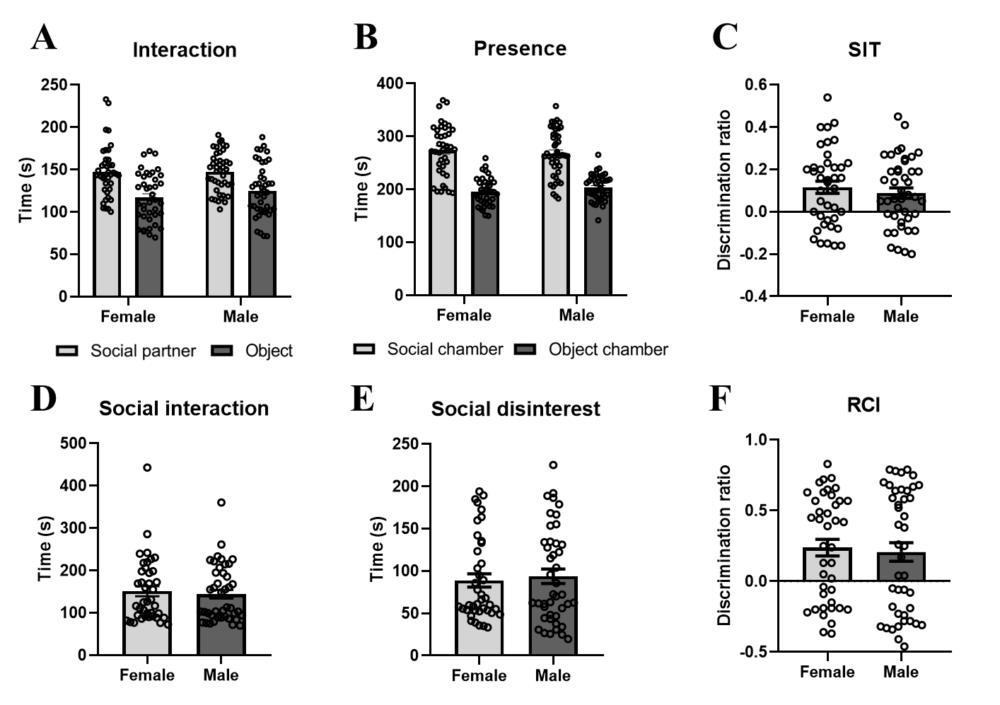 A
Interaction
250
200
150
100
50
0
Time (s)
Female
Male
Social partner
Object
B
Presence
400
300
200
100
0
Time (s)
Female
Male
Social chamber
Object chamber
C
SIT
0.6
0.4
0.2
0.0
-0.2
-0.4
Discrimination ratio
Female
Male
D
Social interaction
500
400
300
200
100
0
Time (s)
Female
Male
E
Social disinterest
250
200
150
100
50
0
Time (s)
Female
Male
F
RCI
1.0
0.5
0.0
-0.5
Discrimination ratio
Female
Male